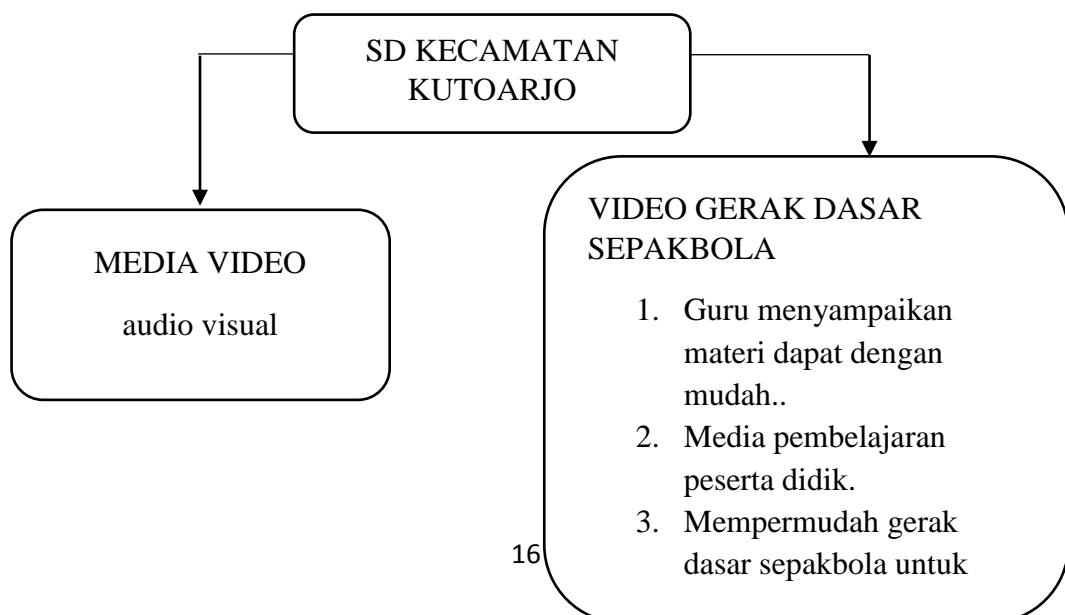 SD KECAMATAN
KUTOARJO
MEDIA VIDEO
audio visual
VIDEO GERAK DASAR
SEPAKBOLA
1. Guru menyampaikan
materi dapat dengan
mudah..
2. Media pembelajaran
peserta didik.
3. Mempermudah gerak
dasar sepakbola untuk
16